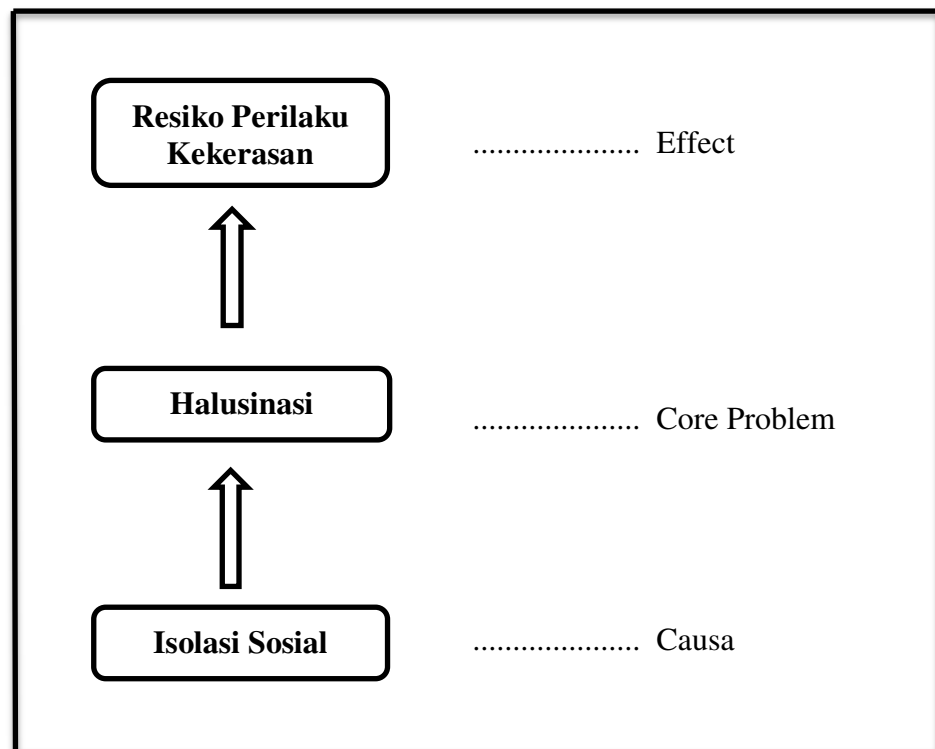 Resiko Perilaku
Kekerasan
..................... Effect
Halusinasi
..................... Core Problem
Isolasi Sosial
..................... Causa